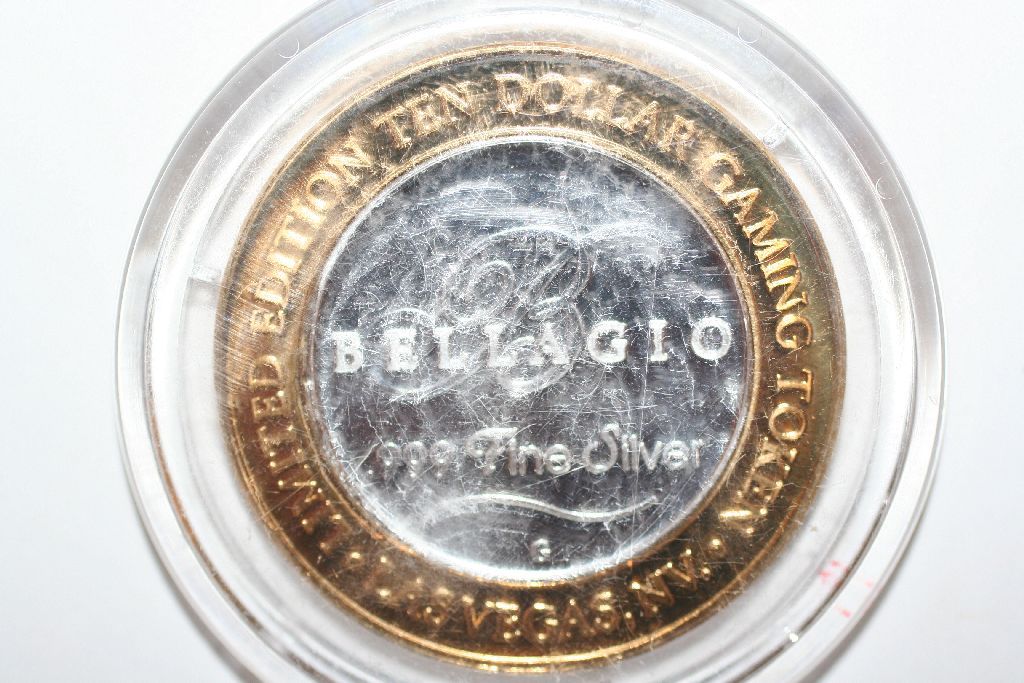 LIMITED EDITION TEN DOLLAR GAMING TOKEN
B
BELLAGIO
.999 Fine Silver
G
• LAS VEGAS, NV. •